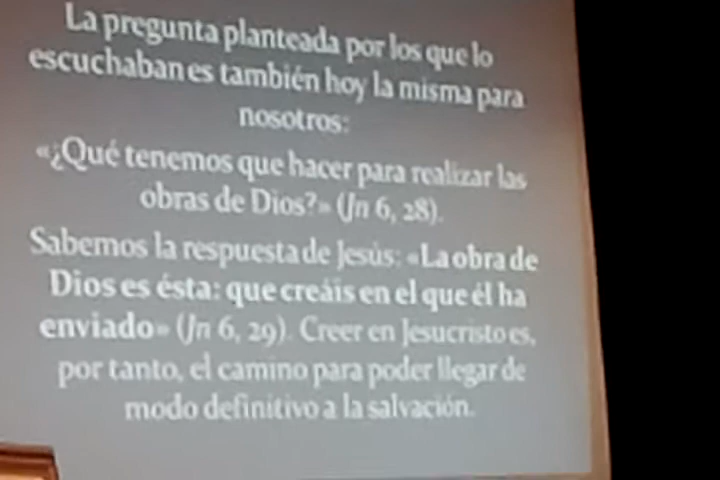 La pregunta planteada por los que lo
escuchaban es también hoy la misma para
nosotros:
«¿Qué tenemos que hacer para realizar las
obras de Dios?» (Jn 6, 28).
Sabemos la respuesta de Jesús: «La obra de
Dios es ésta: que creáis en el que él ha
enviado» (Jn 6, 29). Creer en Jesucristo es,
por tanto, el camino para poder llegar de
modo definitivo a la salvación.